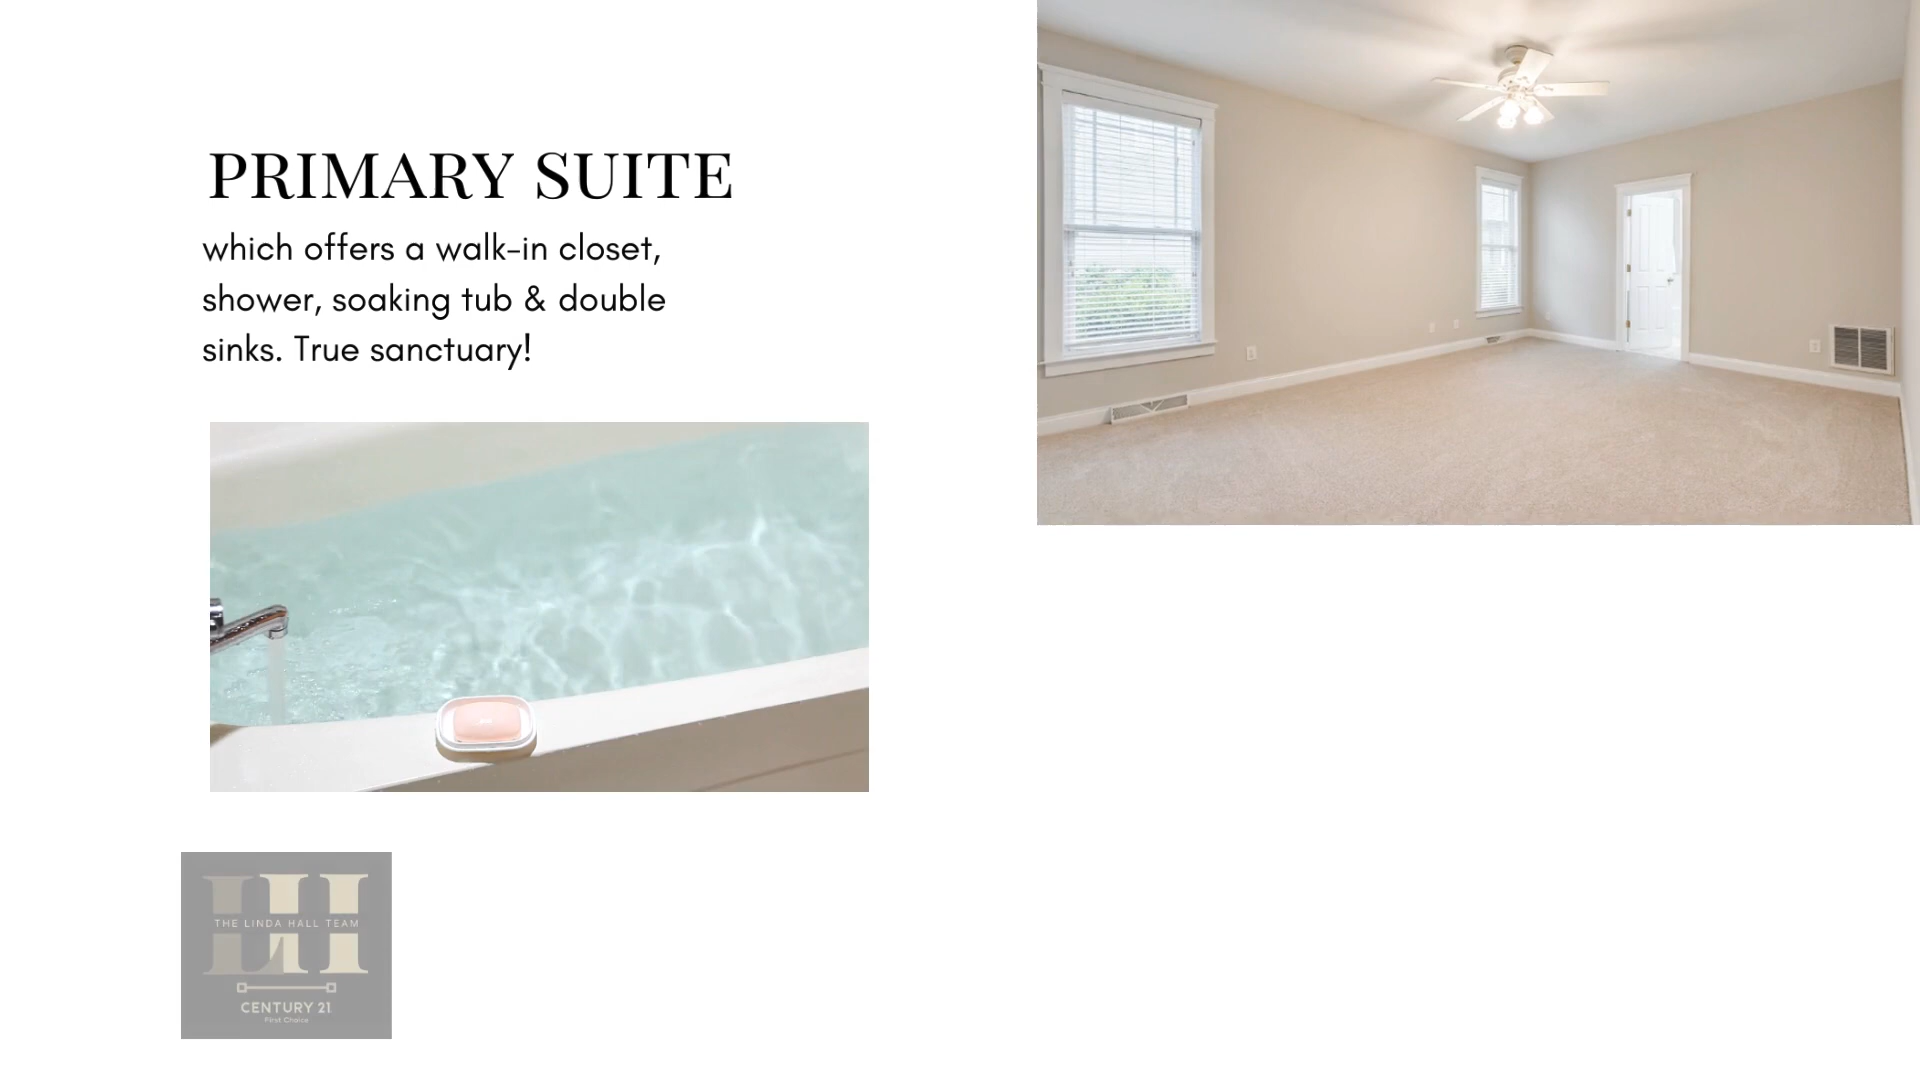 PRIMARY SUITE
which offers a walk-in closet,
shower, soaking tub & double
sinks. True sanctuary!
LH
THE LINDA HALL TEAM
CENTURY 21
First Choice